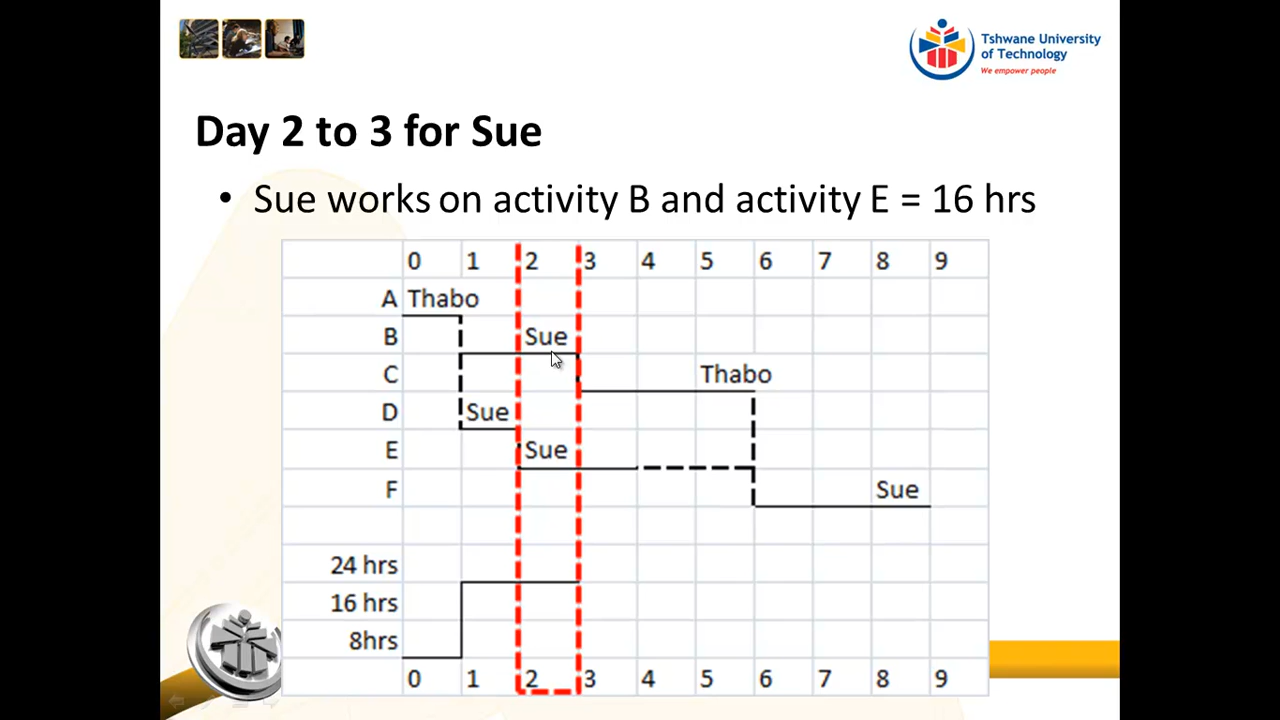 Tshwane University
of Technology
We empower people
Day 2 to 3 for Sue
• Sue works on activity B and activity E = 16 hrs
0 1 2 3 4 5 6 7 8 9
A Thabo
B Sue
C Thabo
D Sue
E Sue
F Sue
24 hrs
16 hrs
8hrs
0 1 2 3 4 5 6 7 8 9